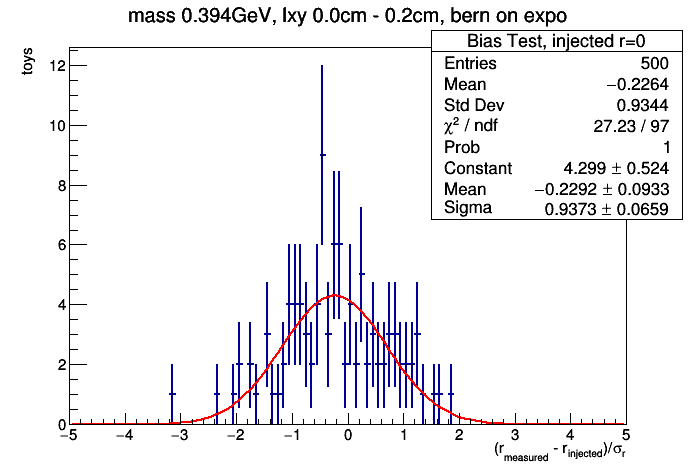 mass 0.394GeV, lxy 0.0cm - 0.2cm, bern on expo
toys
Bias Test, injected r=0
Entries 500
Mean −0.2264
Std Dev 0.9344
χ² / ndf 27.23 / 97
Prob 1
Constant 4.299 ± 0.524
Mean −0.2292 ± 0.0933
Sigma 0.9373 ± 0.0659
12
10
8
6
4
2
0
−5 −4 −3 −2 −1 0 1 2 3 4 5
(r_measured - r_injected)/σ_r